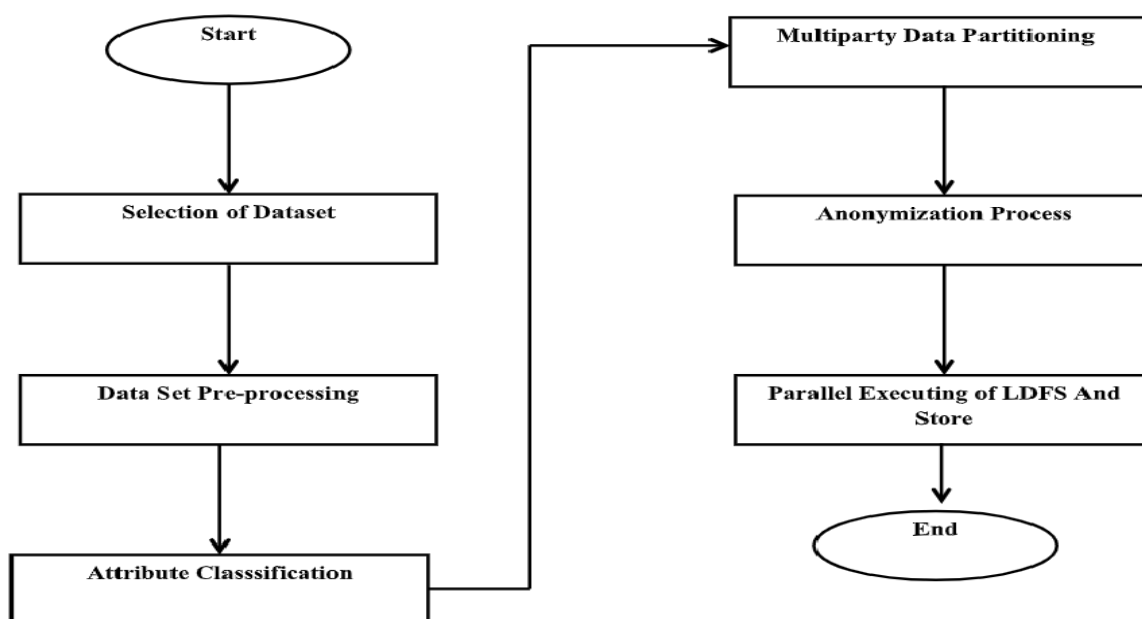 Start
Selection of Dataset
Data Set Pre-processing
Attribute Classsification
Multiparty Data Partitioning
Anonymization Process
Parallel Executing of LDFS And
Store
End